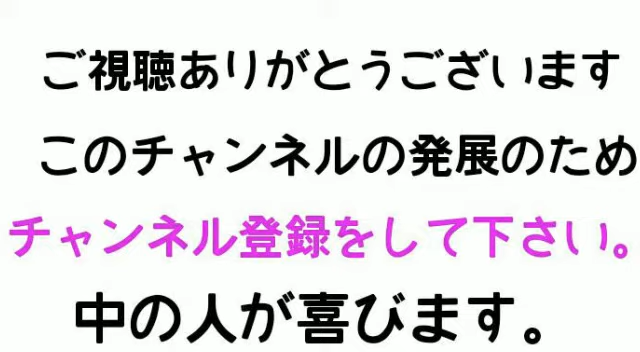 ご視聴ありがとうございます
このチャンネルの発展のため
チャンネル登録をして下さい。
中の人が喜びます。